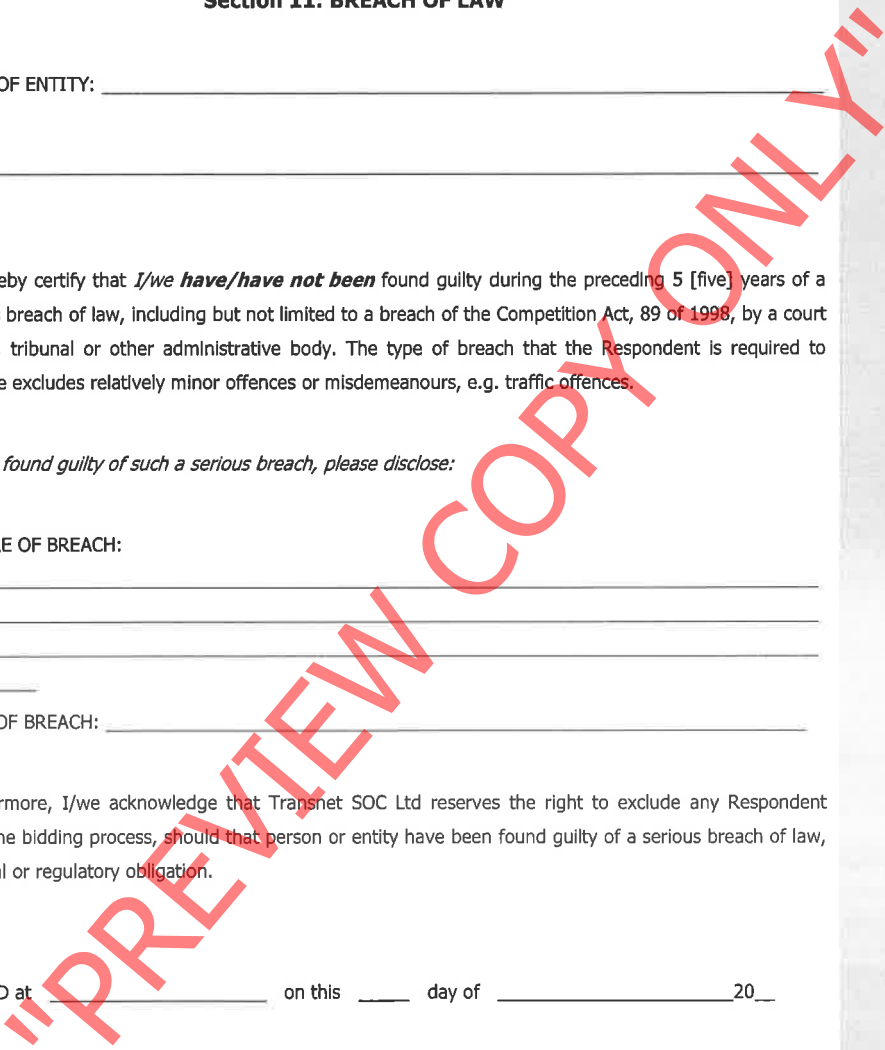 Section 11: BREACH OF LAW
OF ENTITY:
eby certify that I/we have/have not been found guilty during the preceding 5 [five] years of a
breach of law, including but not limited to a breach of the Competition Act, 89 of 1998, by a court
tribunal or other administrative body. The type of breach that the Respondent is required to
e excludes relatively minor offences or misdemeanours, e.g. traffic offences.
found guilty of such a serious breach, please disclose:
E OF BREACH:
OF BREACH:
rmore, I/we acknowledge that Transnet SOC Ltd reserves the right to exclude any Respondent
he bidding process, should that person or entity have been found guilty of a serious breach of law,
l or regulatory obligation.
D at ____ on this ____ day of ____ 20__
"PREVIEW COPY ONLY"